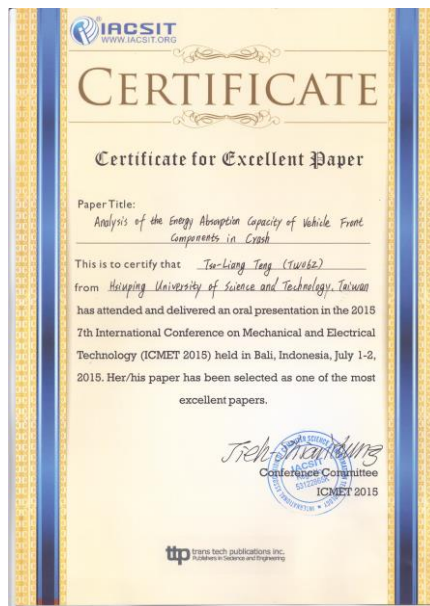 IACSIT
WWW.IACSIT.ORG
CERTIFICATE
Certificate for Excellent Paper
Paper Title:
Analysis of the Energy Absorption Capacity of Vehicle Front
Components in Crash
This is to certify that Tso-Liang Teng (TW062)
from Hsiuping University of Science and Technology, Taiwan
has attended and delivered an oral presentation in the 2015
7th International Conference on Mechanical and Electrical
Technology (ICMET 2015) held in Bali, Indonesia, July 1-2,
2015. Her/his paper has been selected as one of the most
excellent papers.
Conference Committee
ICMET 2015
IACSIT
ttp trans tech publications inc.
Publishers in Science and Engineering